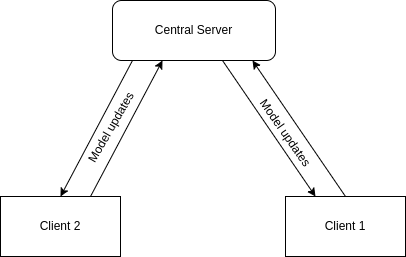 Central Server
Model updates
Model updates
Client 2
Client 1